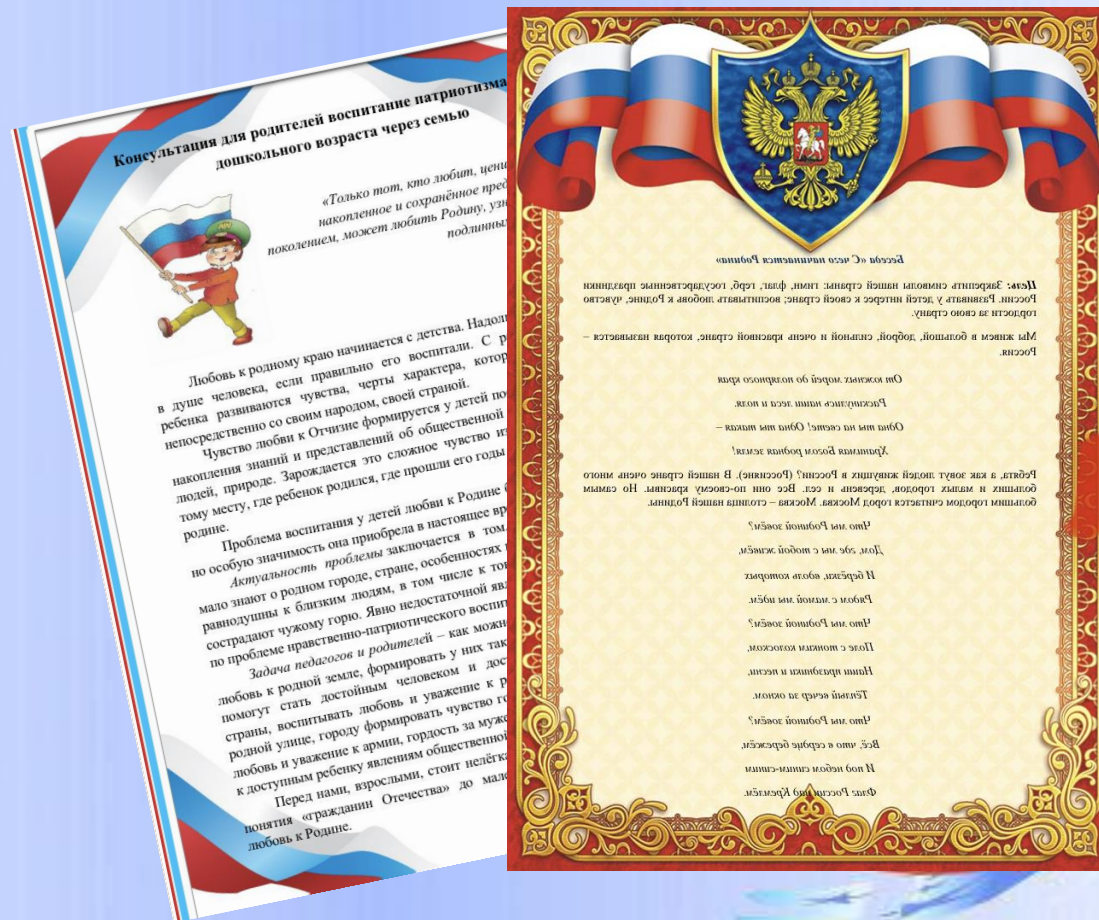 Консультация для родителей воспитание патриотизма
дошкольного возраста через семью
«Только тот, кто любит, цени
накопленное и сохранённое пред
поколением, может любить Родину, узн
подлинным
Любовь к родному краю начинается с детства. Надол
в душе человека, если правильно его воспитали. С р
ребенка развиваются чувства, черты характера, котор
непосредственно со своим народом, своей страной.
Чувство любви к Отчизне формируется у детей по
накопления знаний и представлений об общественной
людей, природе. Зарождается это сложное чувство из
тому месту, где ребенок родился, где прошли его годы
родине.
Проблема воспитания у детей любви к Родине
но особую значимость она приобрела в настоящее вр
Актуальность проблемы заключается в том,
мало знают о родном городе, стране, особенностях
равнодушны к близким людям, в том числе к то
сострадают чужому горю. Явно недостаточной явл
по проблеме нравственно-патриотического воспит
Задача педагогов и родителей – как можн
любовь к родной земле, формировать у них так
помогут стать достойным человеком и дос
страны, воспитывать любовь и уважение к р
родной улице, городу формировать чувство го
любовь и уважение к армии, гордость за муже
к доступным ребенку явлениям общественной
Перед нами, взрослыми, стоит нелёгка
понятия «граждании Отечества» до мале
любовь к Родине.
Беседа «С чего начинается Родина»
Цель: Закрепить символы нашей страны: гимн, флаг, герб, государственные праздники
России. Развивать у детей интерес к своей стране; воспитывать любовь к Родине, чувство
гордости за свою страну.
Мы живем в большой, доброй, сильной и очень красивой стране, которая называется –
Россия.
От южных морей до полярного края
Раскинулись наши леса и поля.
Одна ты на свете! Одна ты такая –
Хранимая Богом родная земля!
Ребята, а как зовут людей живущих в России? (Россияне). В нашей стране очень много
больших и малых городов, деревень и сел. Все они по-своему красивы. Но самым
большим городом считается город Москва. Москва – столица нашей Родины.
Что мы Родиной зовём?
Дом, где мы с тобой живём,
И берёзки, вдоль которых
Рядом с мамой мы идём.
Что мы Родиной зовём?
Поле с тонким колоском,
Наши праздники и песни,
Тёплый вечер за окном.
Что мы Родиной зовём?
Всё, что в сердце бережём,
И под небом синим-синим
Флаг России над Кремлём.